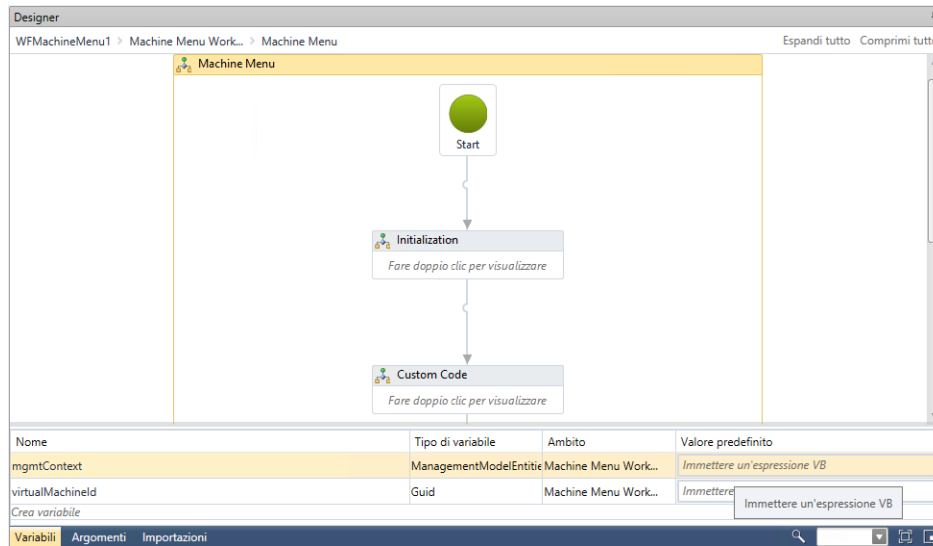 Designer
WFMachineMenu1 > Machine Menu Work... > Machine Menu
Espandi tutto Comprimi tutto
Machine Menu
Start
Initialization
Fare doppio clic per visualizzare
Custom Code
Fare doppio clic per visualizzare
Nome Tipo di variabile Ambito Valore predefinito
mgmtContext ManagementModelEntitie Machine Menu Work... Immettere un'espressione VB
virtualMachineId Guid Machine Menu Work... Immettere
Immettere un'espressione VB
Crea variabile
Variabili Argomenti Importazioni